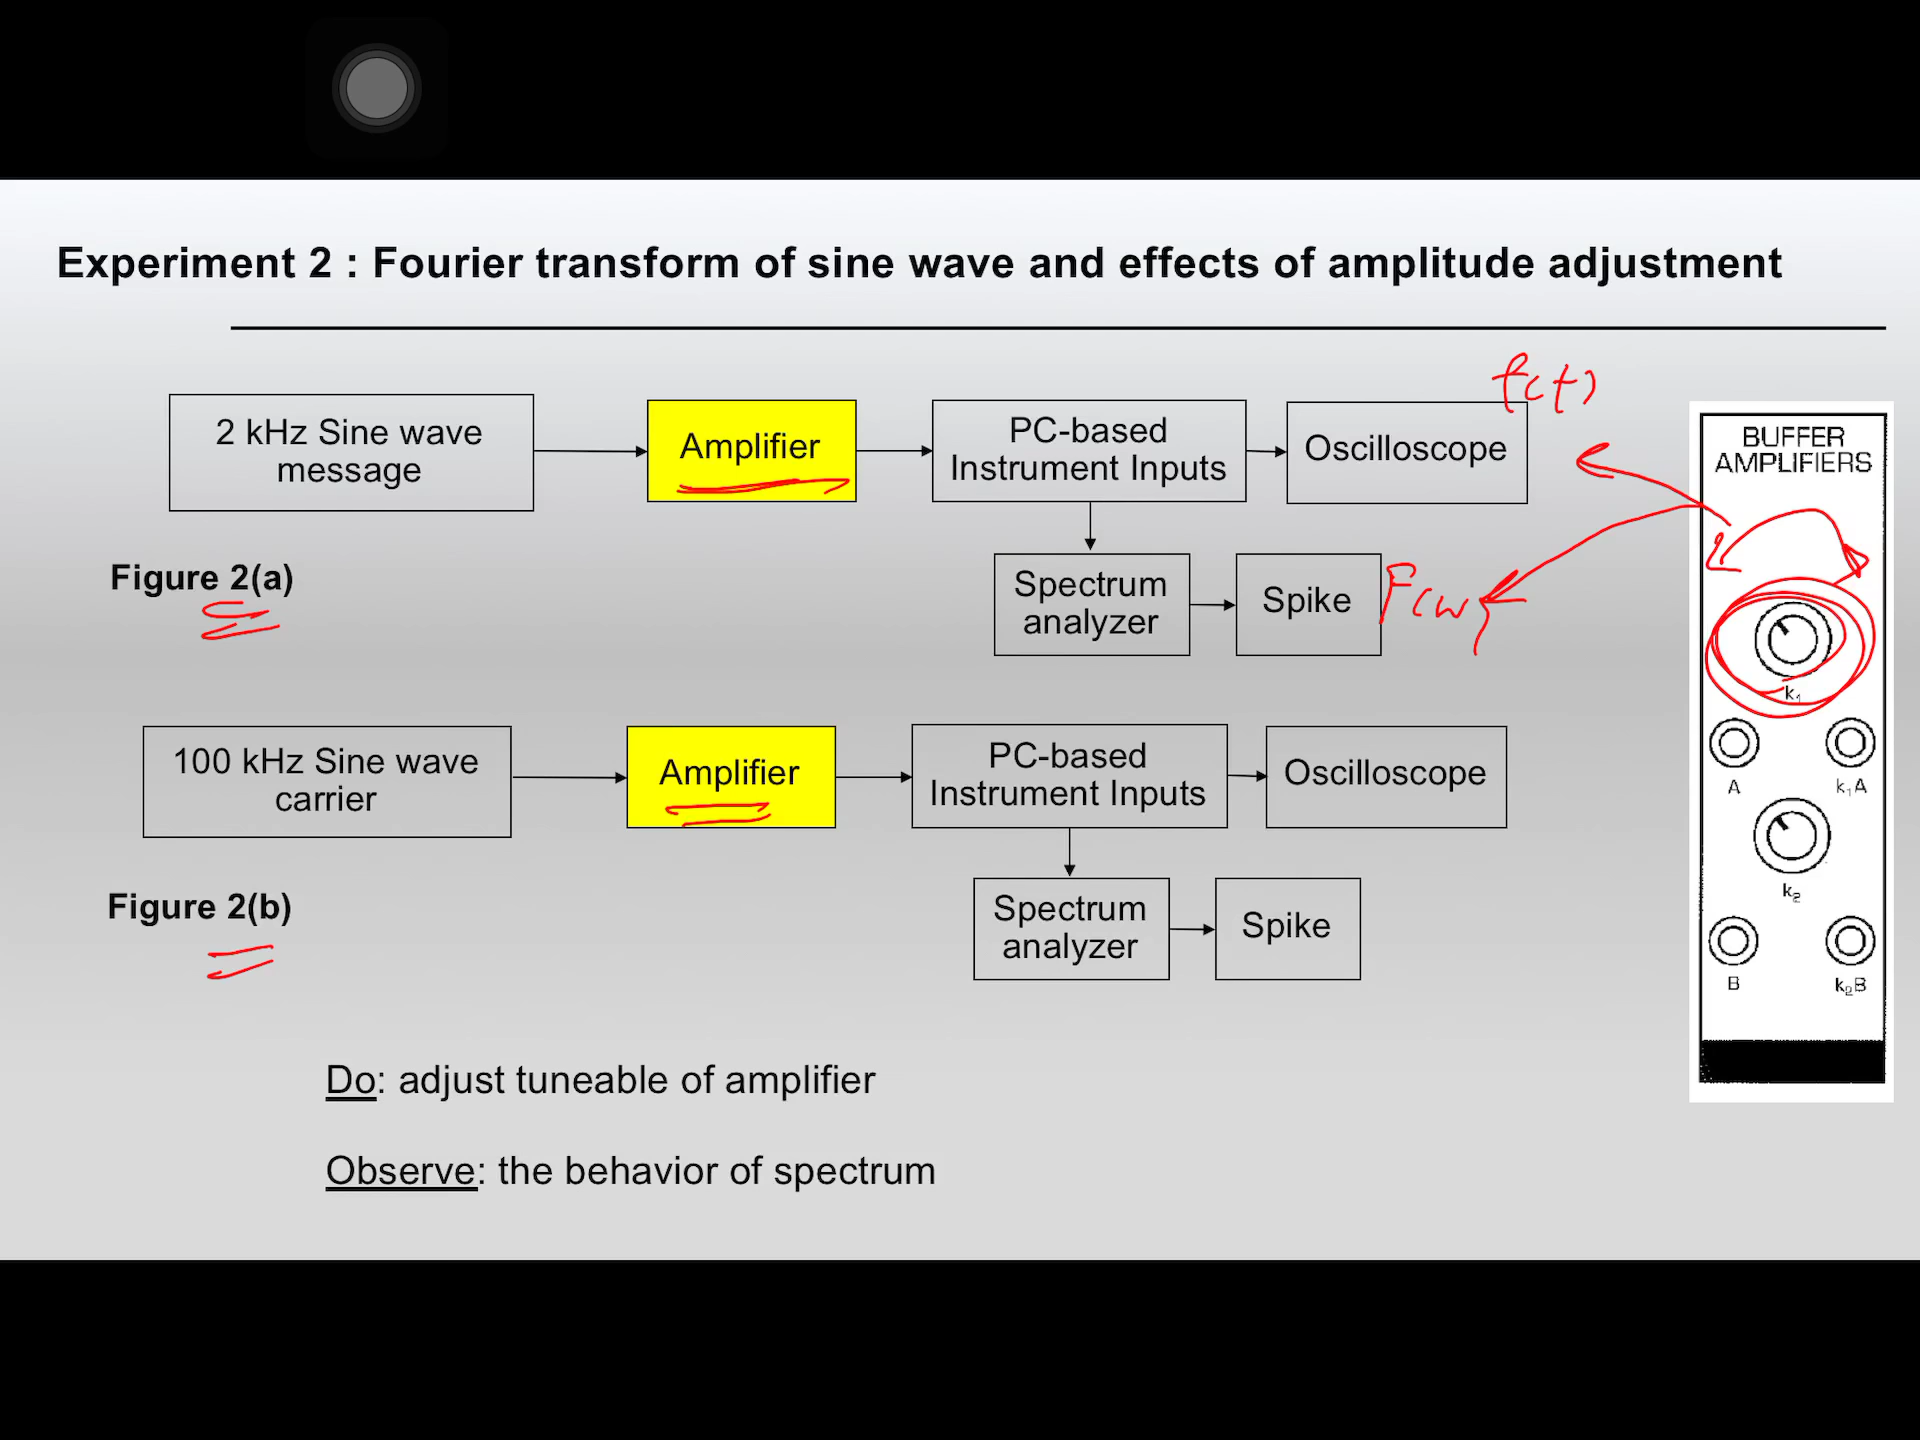 Experiment 2 : Fourier transform of sine wave and effects of amplitude adjustment
f(t)
2 kHz Sine wave
message
Amplifier
PC-based
Instrument Inputs
Oscilloscope
Spectrum
analyzer
Spike
F(w)
Figure 2(a)
100 kHz Sine wave
carrier
Amplifier
PC-based
Instrument Inputs
Oscilloscope
Spectrum
analyzer
Spike
Figure 2(b)
Do: adjust tuneable of amplifier
Observe: the behavior of spectrum
BUFFER
AMPLIFIERS
k₁
A k₁A
k₂
B k₂B